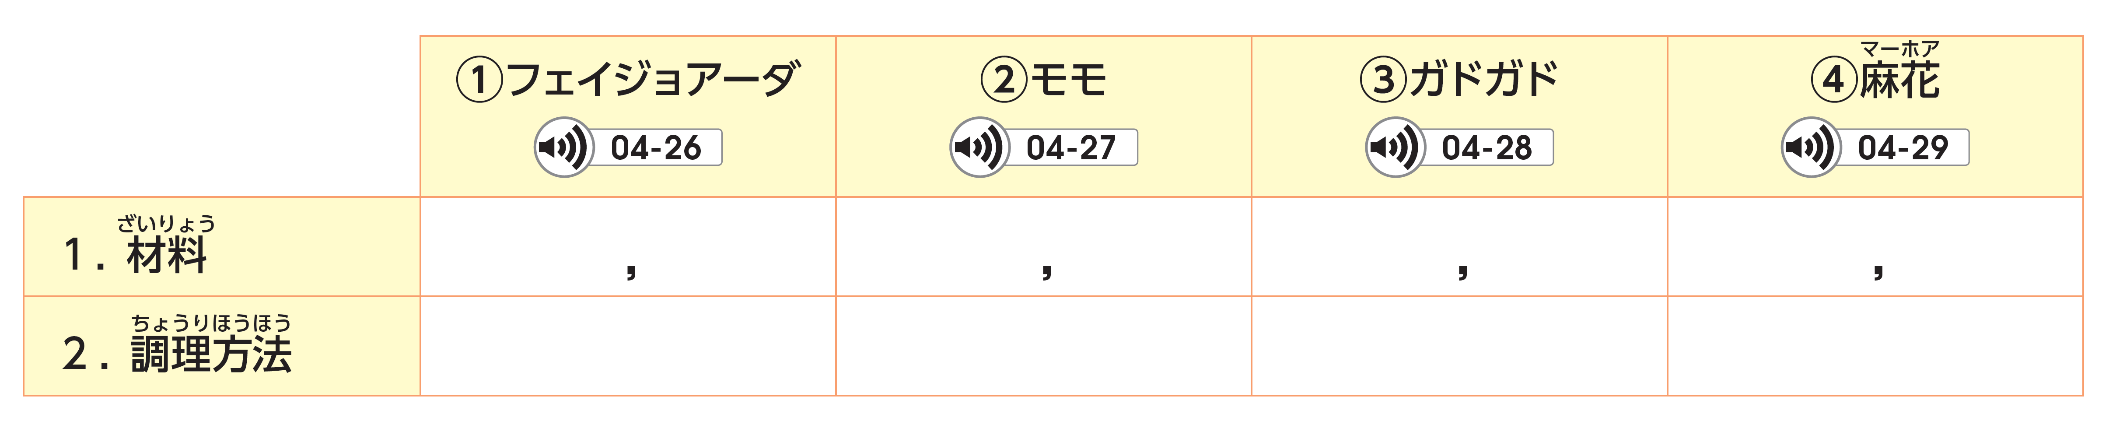 マーホア
①フェイジョアーダ ②モモ ③ガドガド ④麻花
04-26 04-27 04-28 04-29
ざいりょう
1. 材料 , , , ,
ちょうりほうほう
2. 調理方法